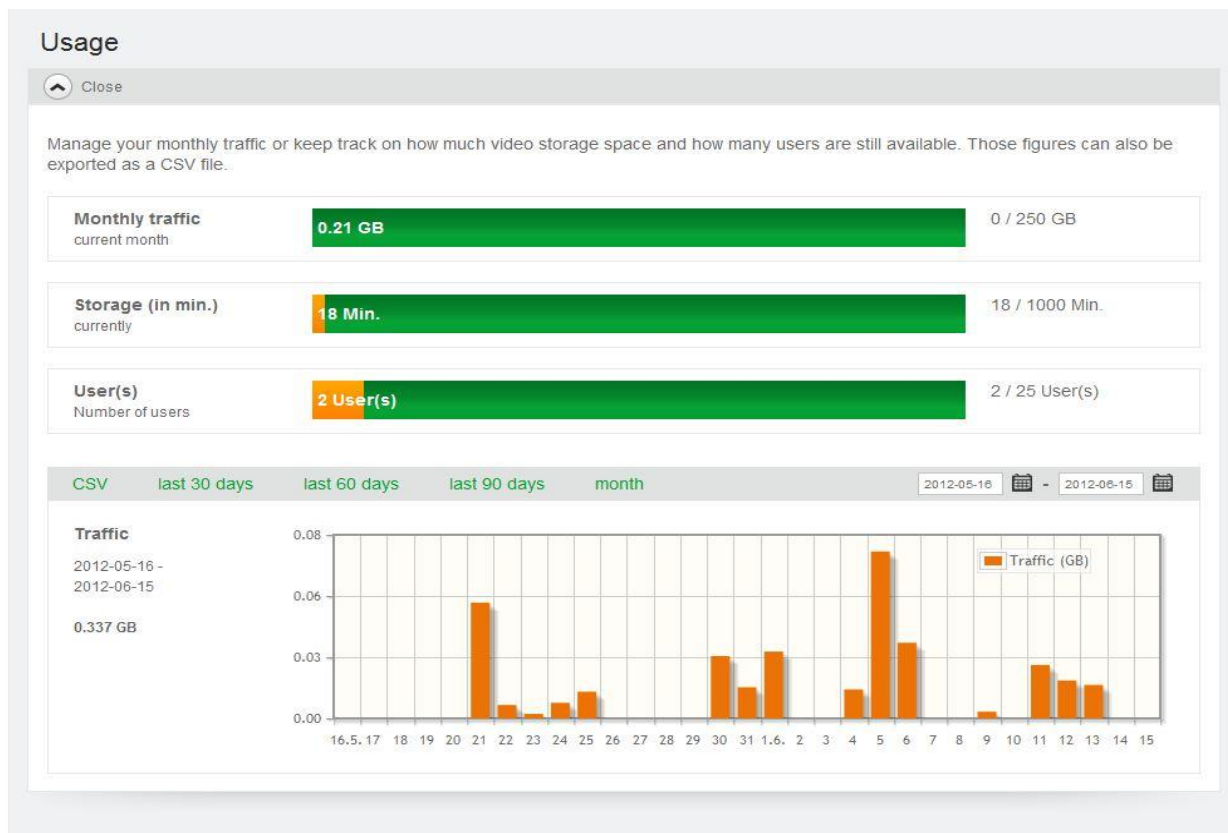 Usage
Close
Manage your monthly traffic or keep track on how much video storage space and how many users are still available. Those figures can also be
exported as a CSV file.
Monthly traffic
current month
0.21 GB
0 / 250 GB
Storage (in min.)
currently
18 Min.
18 / 1000 Min.
User(s)
Number of users
2 User(s)
2 / 25 User(s)
CSV last 30 days last 60 days last 90 days month 2012-05-16 - 2012-06-15
Traffic
2012-05-16 -
2012-06-15
0.337 GB
0.08
0.06
0.03
0.00
Traffic (GB)
16.5. 17 18 19 20 21 22 23 24 25 26 27 28 29 30 31 1.6. 2 3 4 5 6 7 8 9 10 11 12 13 14 15